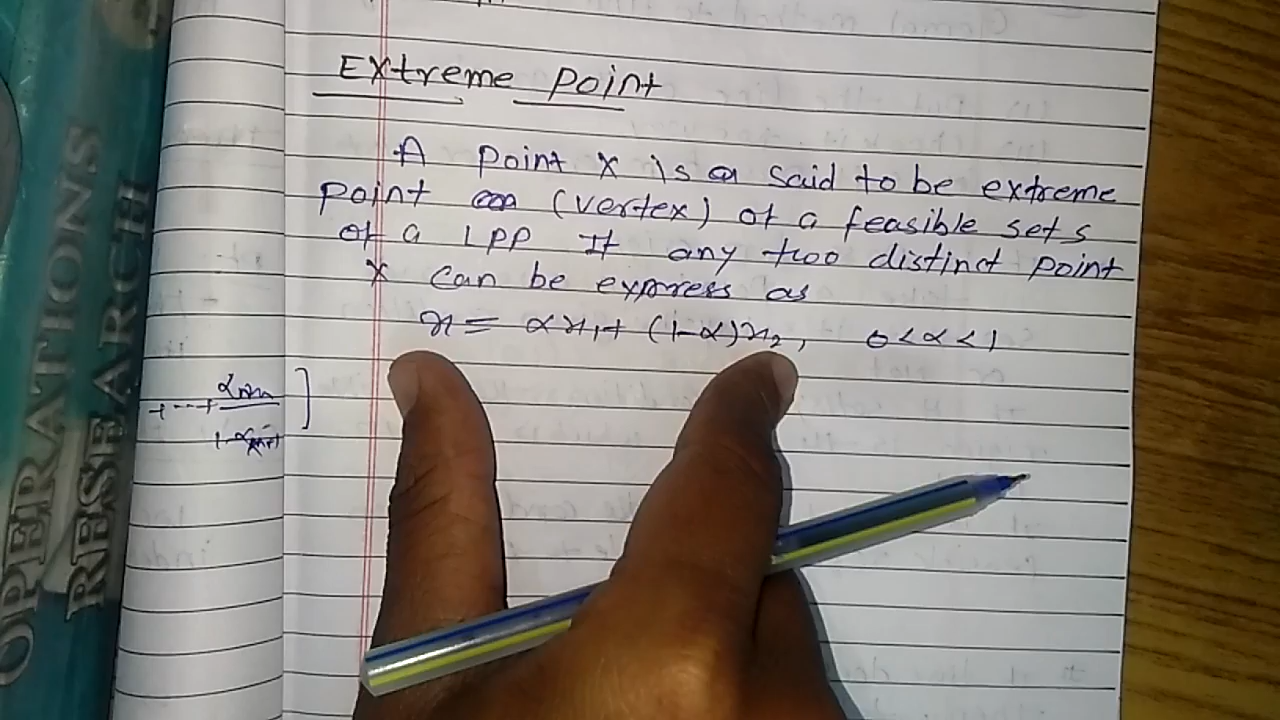 Extreme Point
A Point X is a said to be extreme
point (vertex) of a feasible sets
of a LPP If any two distinct point
X can be express as
x = αx₁ + (1-α)x₂, 0<α<1
OPERATIONS
RESEARCH